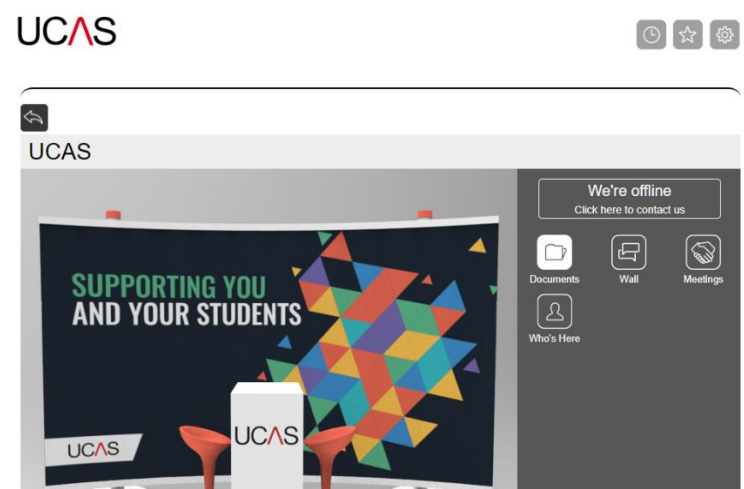 UCAS
UCAS
SUPPORTING YOU
AND YOUR STUDENTS
UCAS
UCAS
We're offline
Click here to contact us
Documents
Wall
Meetings
Who's Here